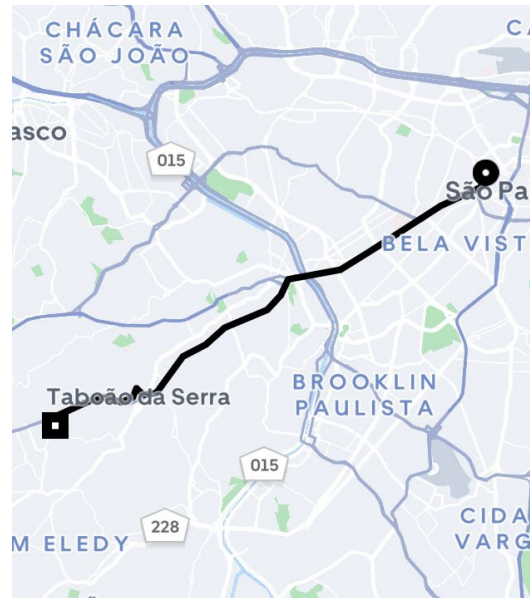 CHÁCARA
SÃO JOÃO
CA
asco
015
São Pa
BELA VIST
Taboão da Serra
BROOKLIN
PAULISTA
015
228
CIDA
VARG
M ELEDY